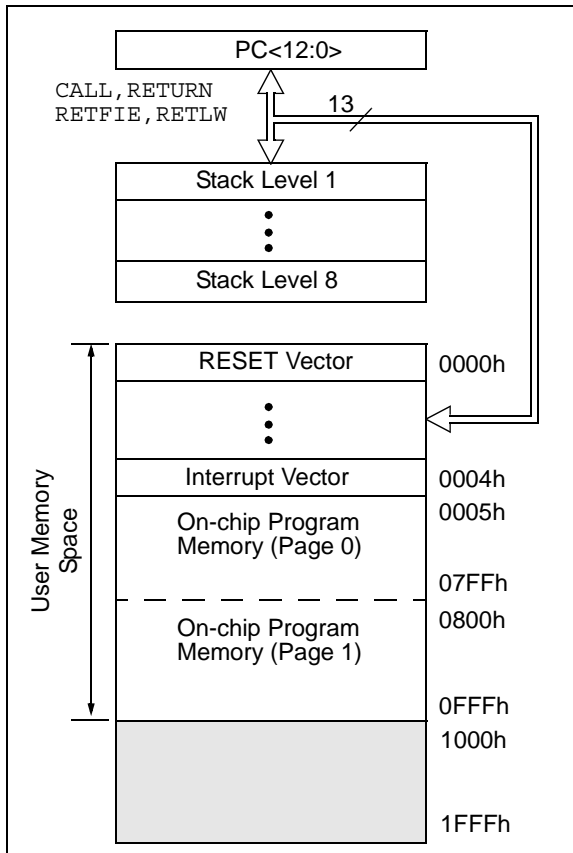 PC<12:0>
CALL,RETURN
RETFIE,RETLW
13
Stack Level 1
Stack Level 8
RESET Vector
0000h
Interrupt Vector
0004h
0005h
On-chip Program
Memory (Page 0)
07FFh
0800h
On-chip Program
Memory (Page 1)
0FFFh
1000h
1FFFh
User Memory
Space